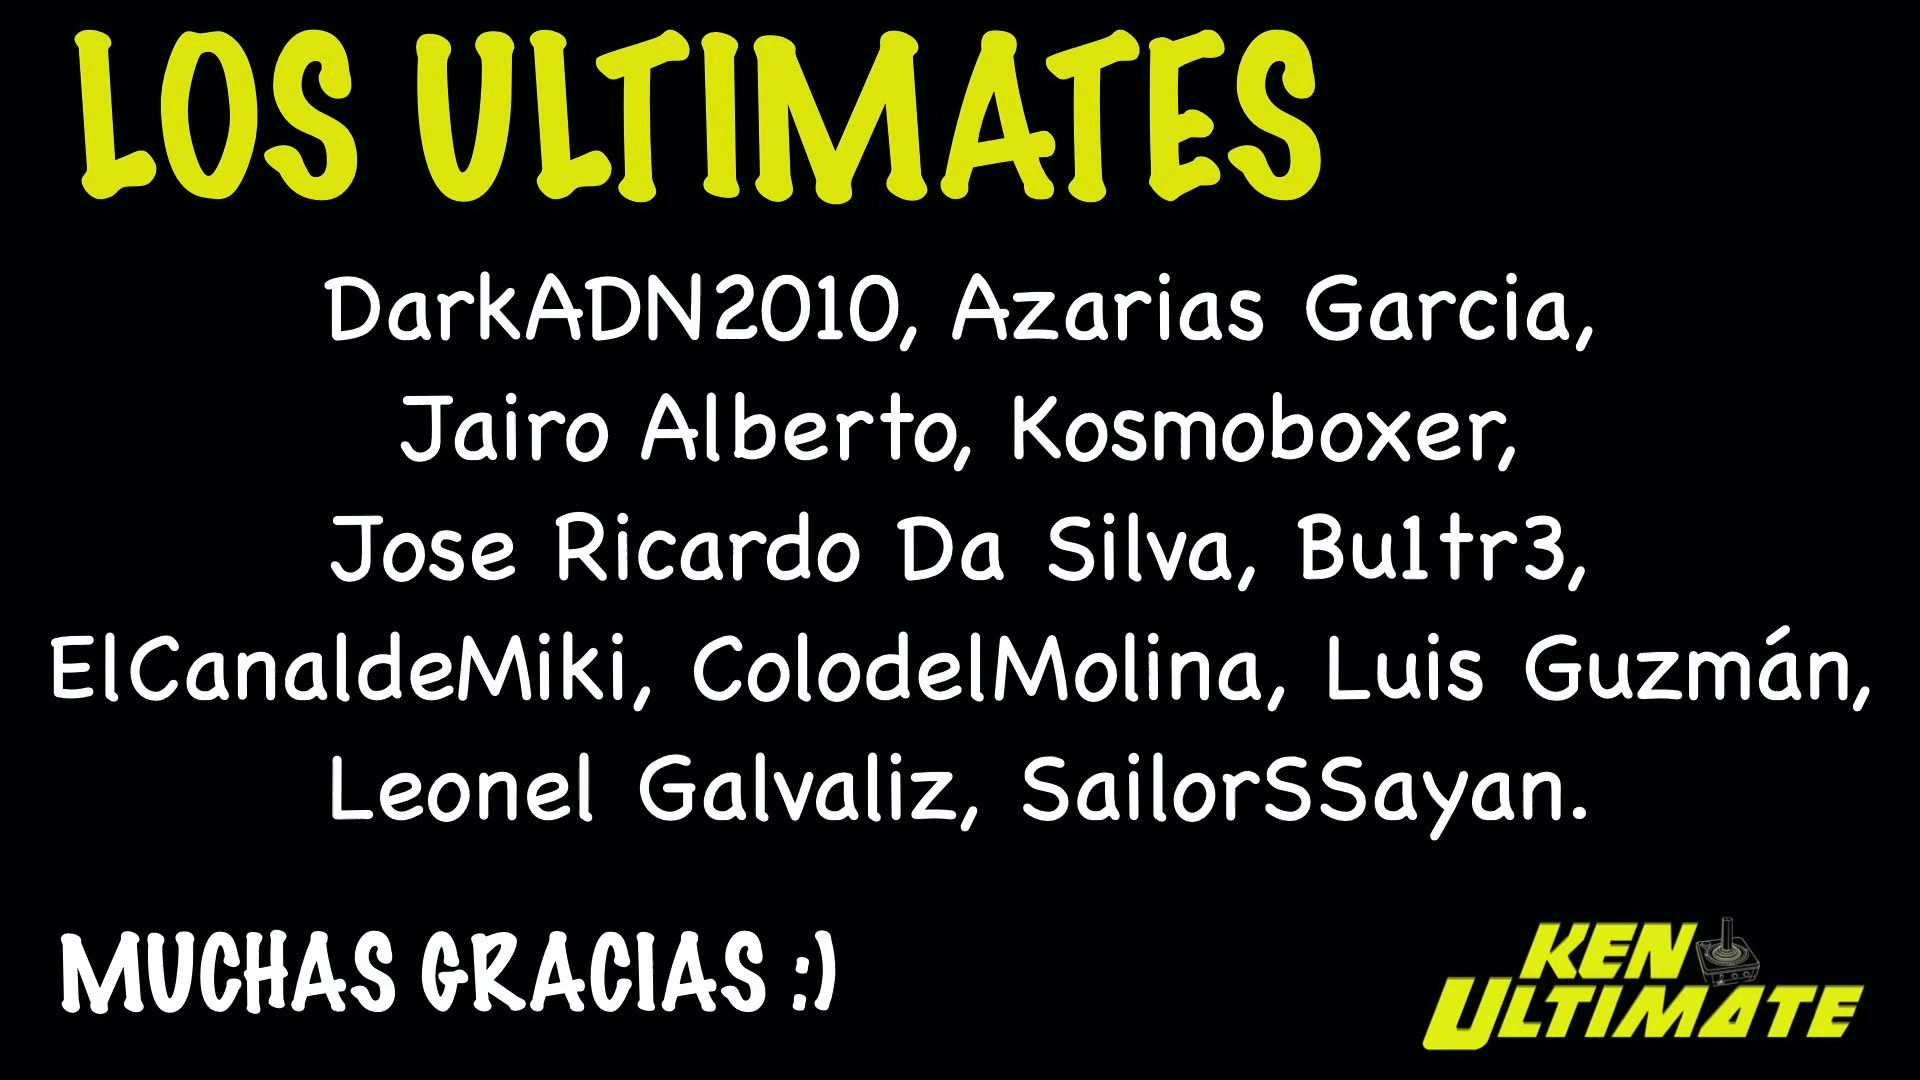 LOS ULTIMATES
DarkADN2010, Azarias Garcia,
Jairo Alberto, Kosmoboxer,
Jose Ricardo Da Silva, Bu1tr3,
ElCanaldeMiki, ColodelMolina, Luis Guzmán,
Leonel Galvaliz, SailorSSayan.
MUCHAS GRACIAS :)
KEN
ULTIMATE